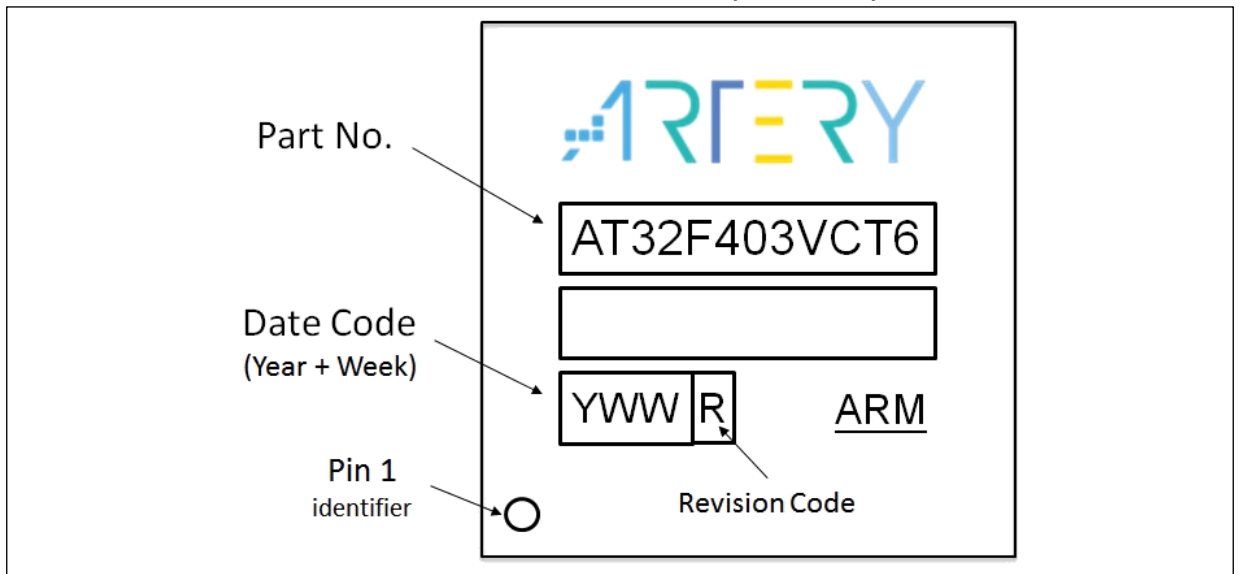 ARTERY
Part No.
AT32F403VCT6
Date Code
(Year + Week)
YWW R
ARM
Pin 1
identifier
Revision Code